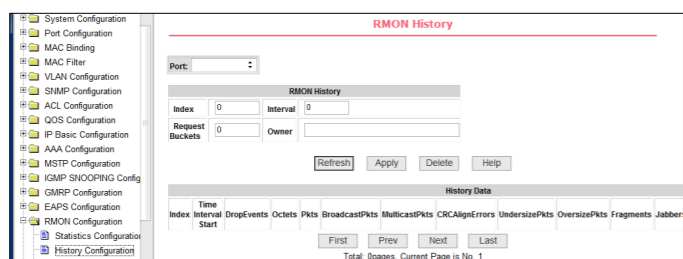 System Configuration
Port Configuration
MAC Binding
MAC Filter
VLAN Configuration
SNMP Configuration
ACL Configuration
QOS Configuration
IP Basic Configuration
AAA Configuration
MSTP Configuration
IGMP SNOOPING Config
GMRP Configuration
EAPS Configuration
RMON Configuration
Statistics Configuration
History Configuration
RMON History
Port:
RMON History
Index 0 Interval 0
Request Buckets 0 Owner
Refresh Apply Delete Help
History Data
Index Time Interval Start DropEvents Octets Pkts BroadcastPkts MulticastPkts CRCAlignErrors UndersizePkts OversizePkts Fragments Jabbers
First Prev Next Last
Total: 0pages Current Page is No. 1